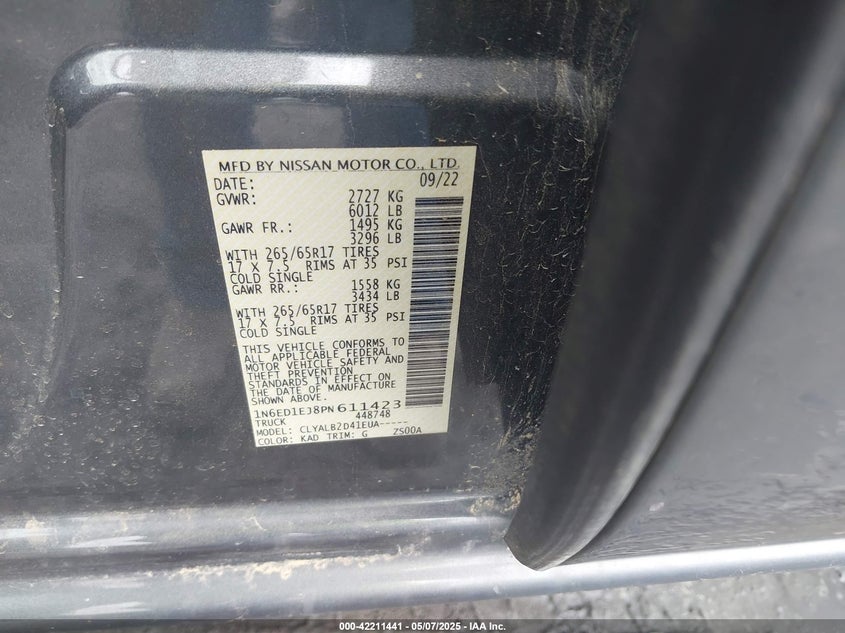 MFD BY NISSAN MOTOR CO., LTD.
DATE: 09/22
GVWR: 2727 KG
6012 LB
GAWR FR.: 1495 KG
3296 LB
WITH 265/65R17 TIRES
17 X 7.5 RIMS AT 35 PSI
COLD SINGLE
GAWR RR.: 1558 KG
3434 LB
WITH 265/65R17 TIRES
17 X 7.5 RIMS AT 35 PSI
COLD SINGLE
THIS VEHICLE CONFORMS TO
ALL APPLICABLE FEDERAL
MOTOR VEHICLE SAFETY AND
THEFT PREVENTION
STANDARDS IN EFFECT ON
THE DATE OF MANUFACTURE
SHOWN ABOVE.
1N6ED1EJ8PN611423
TRUCK 448748
CLYALB2D41EUA-----
COLOR: KAD TRIM: G ZS00A
000-42211441 - 05/07/2025 - IAA Inc.